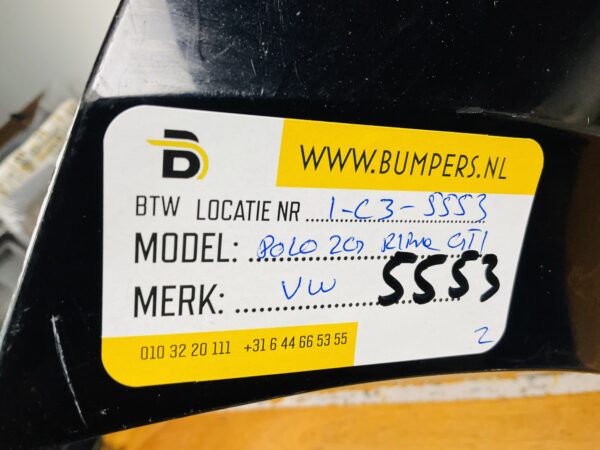 WWW.BUMPERS.NL
BTW LOCATIE NR 1-C3-5553
MODEL: POLO 2G GTI
MERK: VW 5553
2
010 32 20 111 +31 6 44 66 53 55